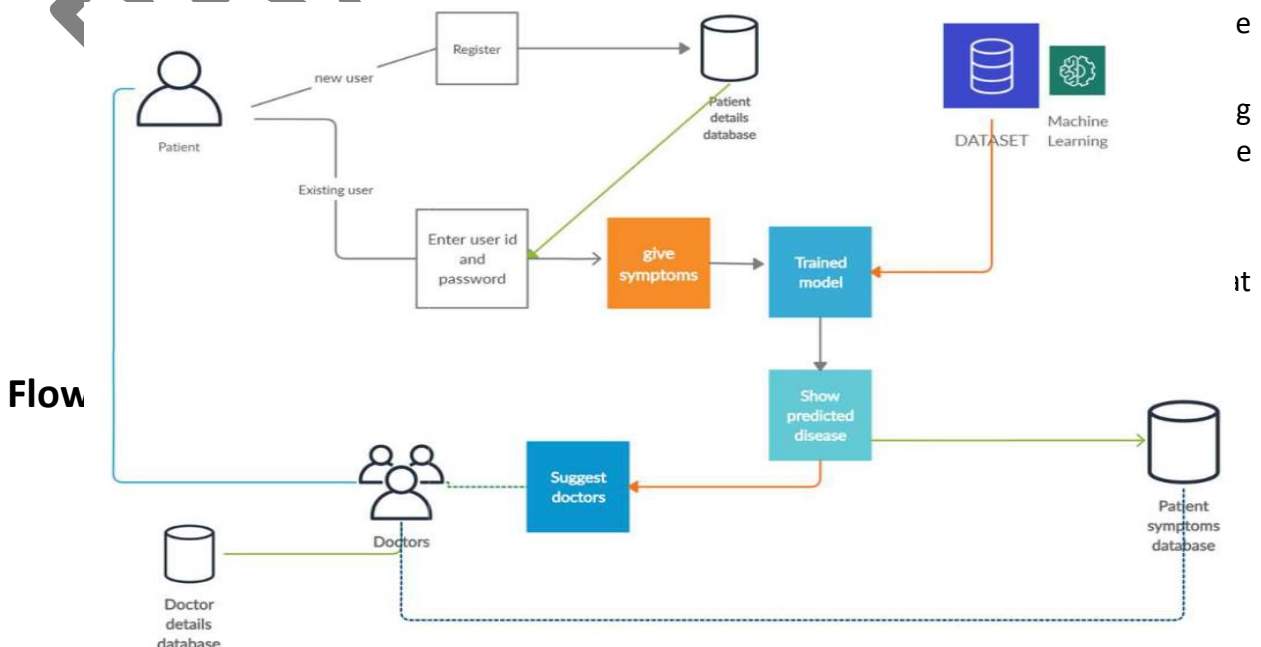 e
Register
new user
Patient
details
database
g
Machine
DATASET Learning
e
Patient
Existing user
Enter user id
and
password
give
symptoms
Trained
model
at
Flow
Show
predicted
disease
Suggest
doctors
Patient
symptoms
database
Doctors
Doctor
details
database